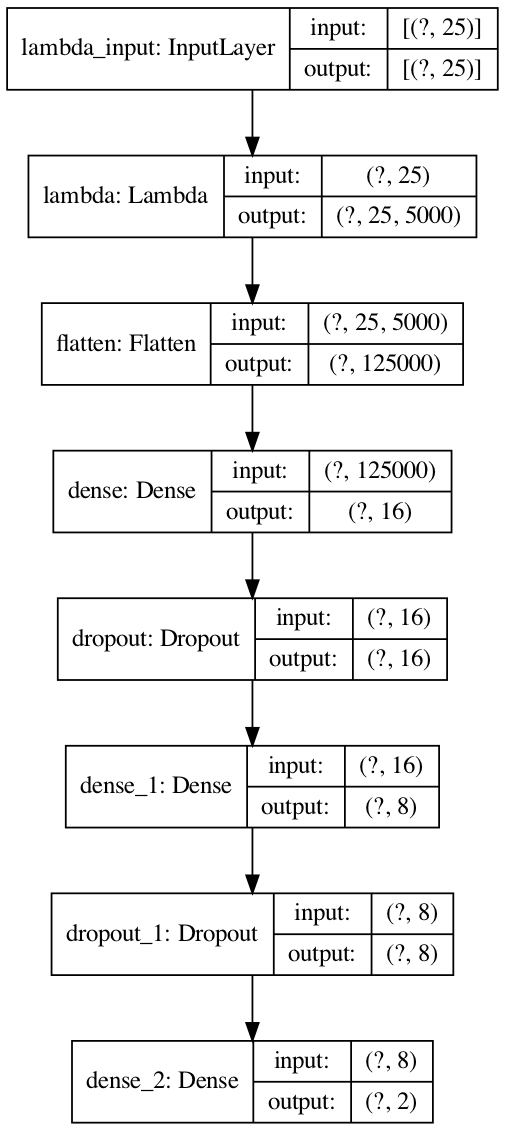 lambda_input: InputLayer
input: [(?, 25)]
output: [(?, 25)]
lambda: Lambda
input: (?, 25)
output: (?, 25, 5000)
flatten: Flatten
input: (?, 25, 5000)
output: (?, 125000)
dense: Dense
input: (?, 125000)
output: (?, 16)
dropout: Dropout
input: (?, 16)
output: (?, 16)
dense_1: Dense
input: (?, 16)
output: (?, 8)
dropout_1: Dropout
input: (?, 8)
output: (?, 8)
dense_2: Dense
input: (?, 8)
output: (?, 2)